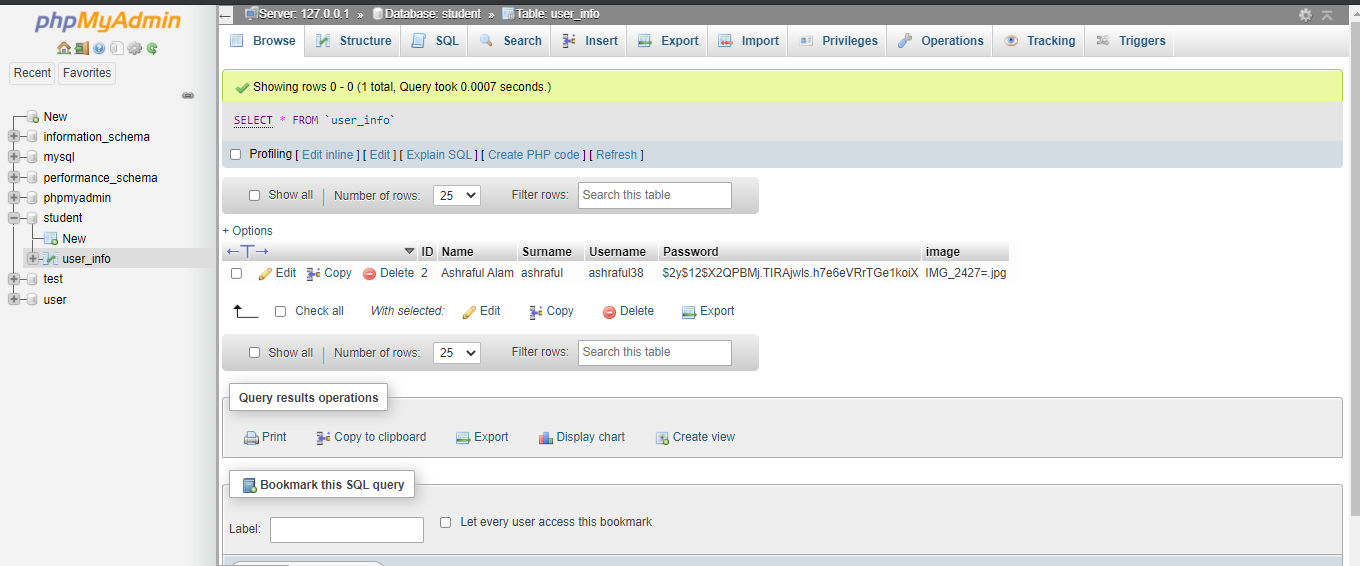 phpMyAdmin
Recent Favorites
New
information_schema
mysql
performance_schema
phpmyadmin
student
New
user_info
test
user
Server: 127.0.0.1 » Database: student » Table: user_info
Browse Structure SQL Search Insert Export Import Privileges Operations Tracking Triggers
Showing rows 0 - 0 (1 total, Query took 0.0007 seconds.)
SELECT * FROM `user_info`
Profiling [ Edit inline ] [ Edit ] [ Explain SQL ] [ Create PHP code ] [ Refresh ]
Show all | Number of rows: 25 Filter rows: Search this table
+ Options
←T→ ID Name Surname Username Password image
Edit Copy Delete 2 Ashraful Alam ashraful ashraful38 $2y$12$X2QPBMj.TIRAjwls.h7e6eVRrTGe1koiX IMG_2427=.jpg
Check all With selected: Edit Copy Delete Export
Show all | Number of rows: 25 Filter rows: Search this table
Query results operations
Print Copy to clipboard Export Display chart Create view
Bookmark this SQL query
Label: Let every user access this bookmark